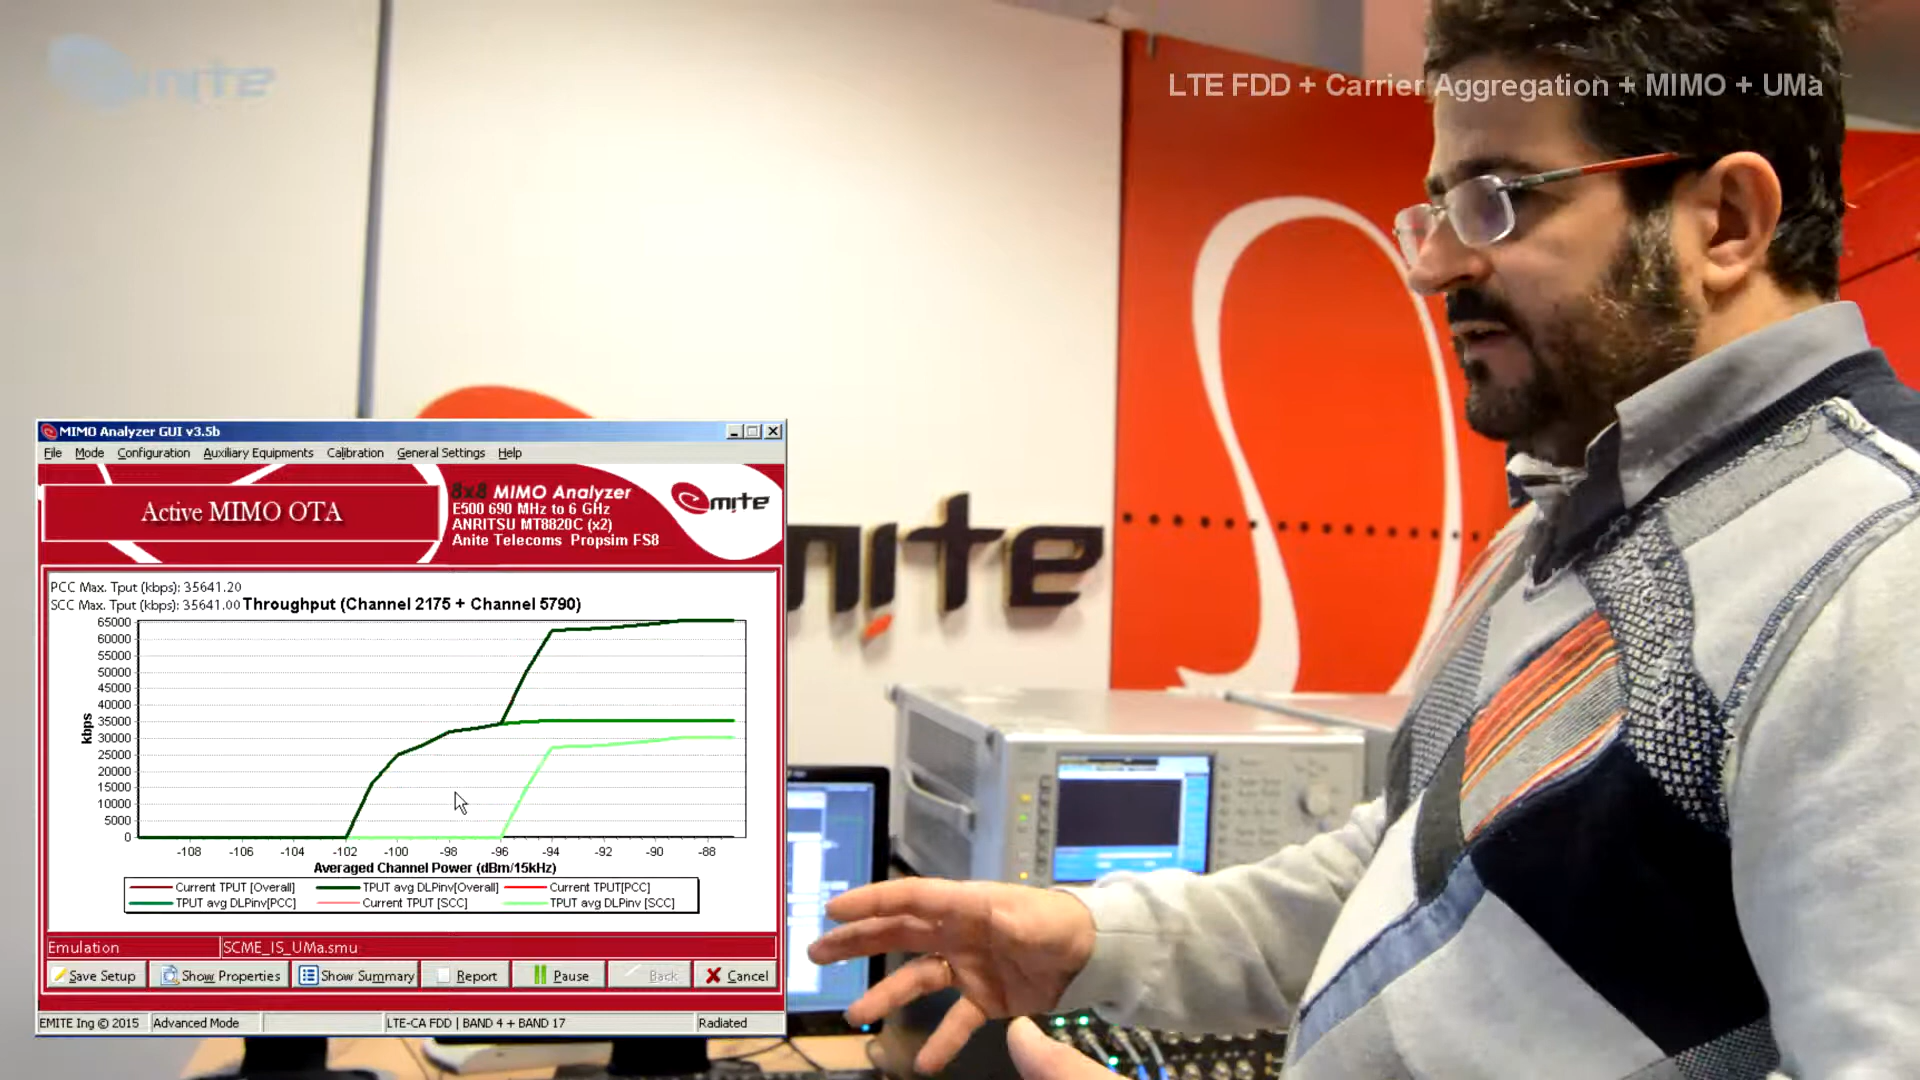 mite
LTE FDD + Carrier Aggregation + MIMO + UMa
MIMO Analyzer GUI v3.5b
File Mode Configuration Auxiliary Equipments Calibration General Settings Help
Active MIMO OTA
8x8 MIMO Analyzer
E500 690 MHz to 6 GHz
ANRITSU MT8820C (x2)
Anite Telecoms Propsim FS8
emite
PCC Max. Tput (kbps): 35641.20
SCC Max. Tput (kbps): 35641.00
Throughput (Channel 2175 + Channel 5790)
65000
60000
55000
50000
45000
40000
35000
30000
25000
20000
15000
10000
5000
0
kbps
-108 -106 -104 -102 -100 -98 -96 -94 -92 -90 -88
Averaged Channel Power (dBm/15kHz)
Current TPUT [Overall] TPUT avg DLPinv[Overall] Current TPUT[PCC]
TPUT avg DLPinv[PCC] Current TPUT [SCC] TPUT avg DLPinv [SCC]
Emulation SCME_IS_UMa.smu
Save Setup Show Properties Show Summary Report Pause Back Cancel
EMITE Ing © 2015 Advanced Mode LTE-CA FDD | BAND 4 + BAND 17 Radiated
mite